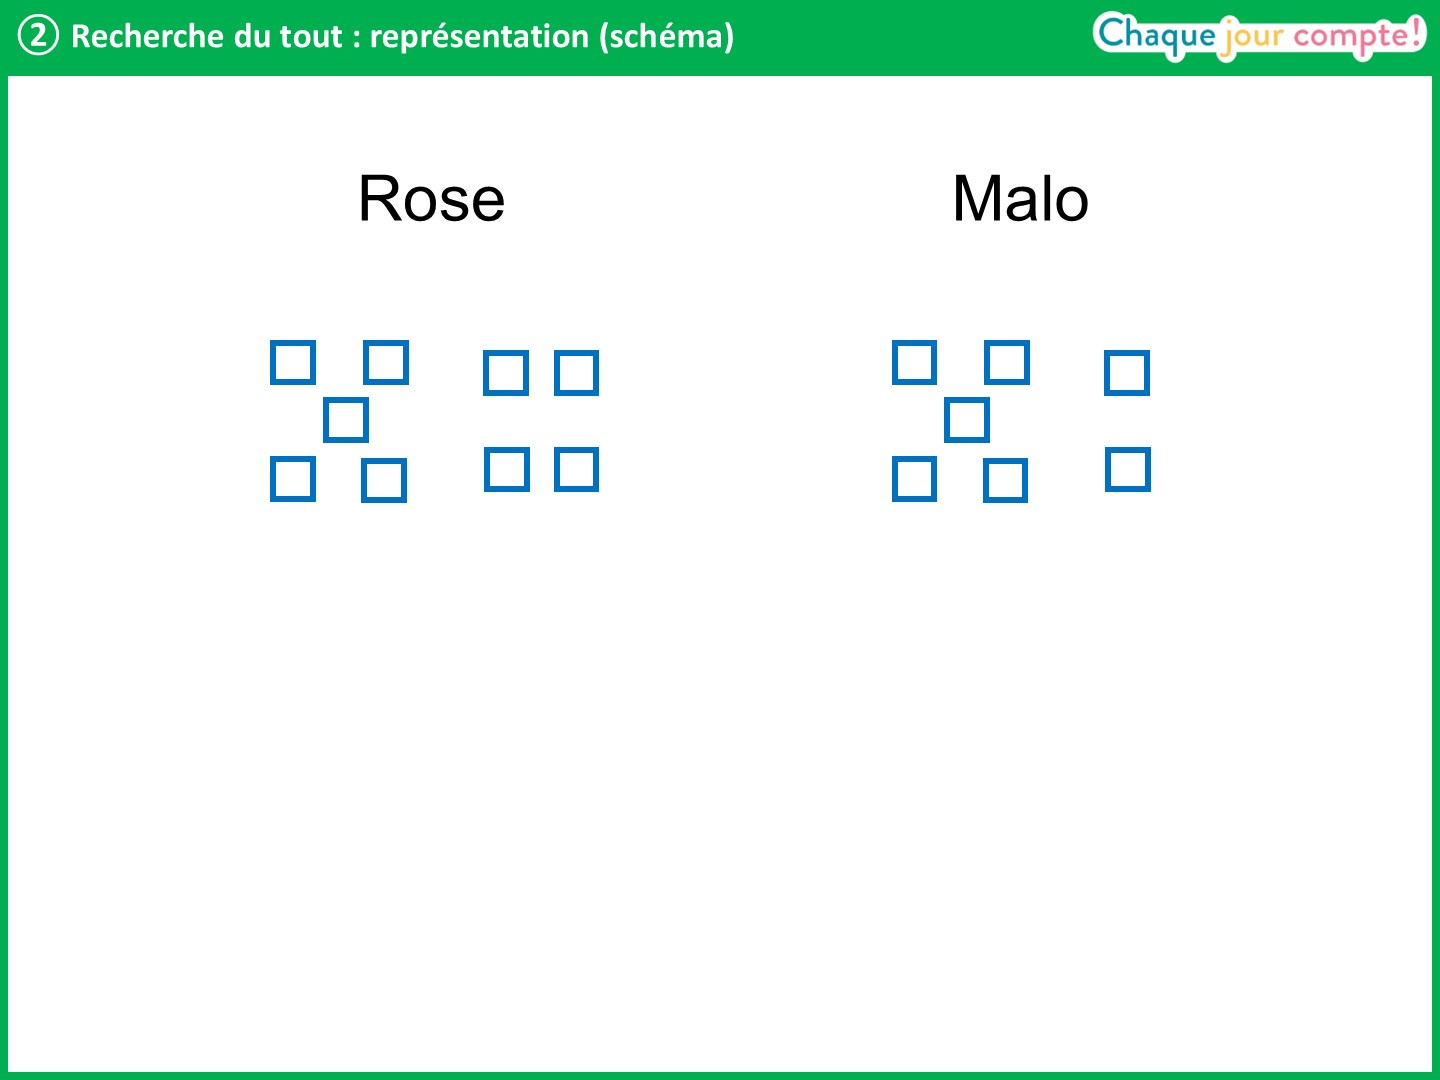 ② Recherche du tout : représentation (schéma)
Chaque jour compte!
Rose
Malo